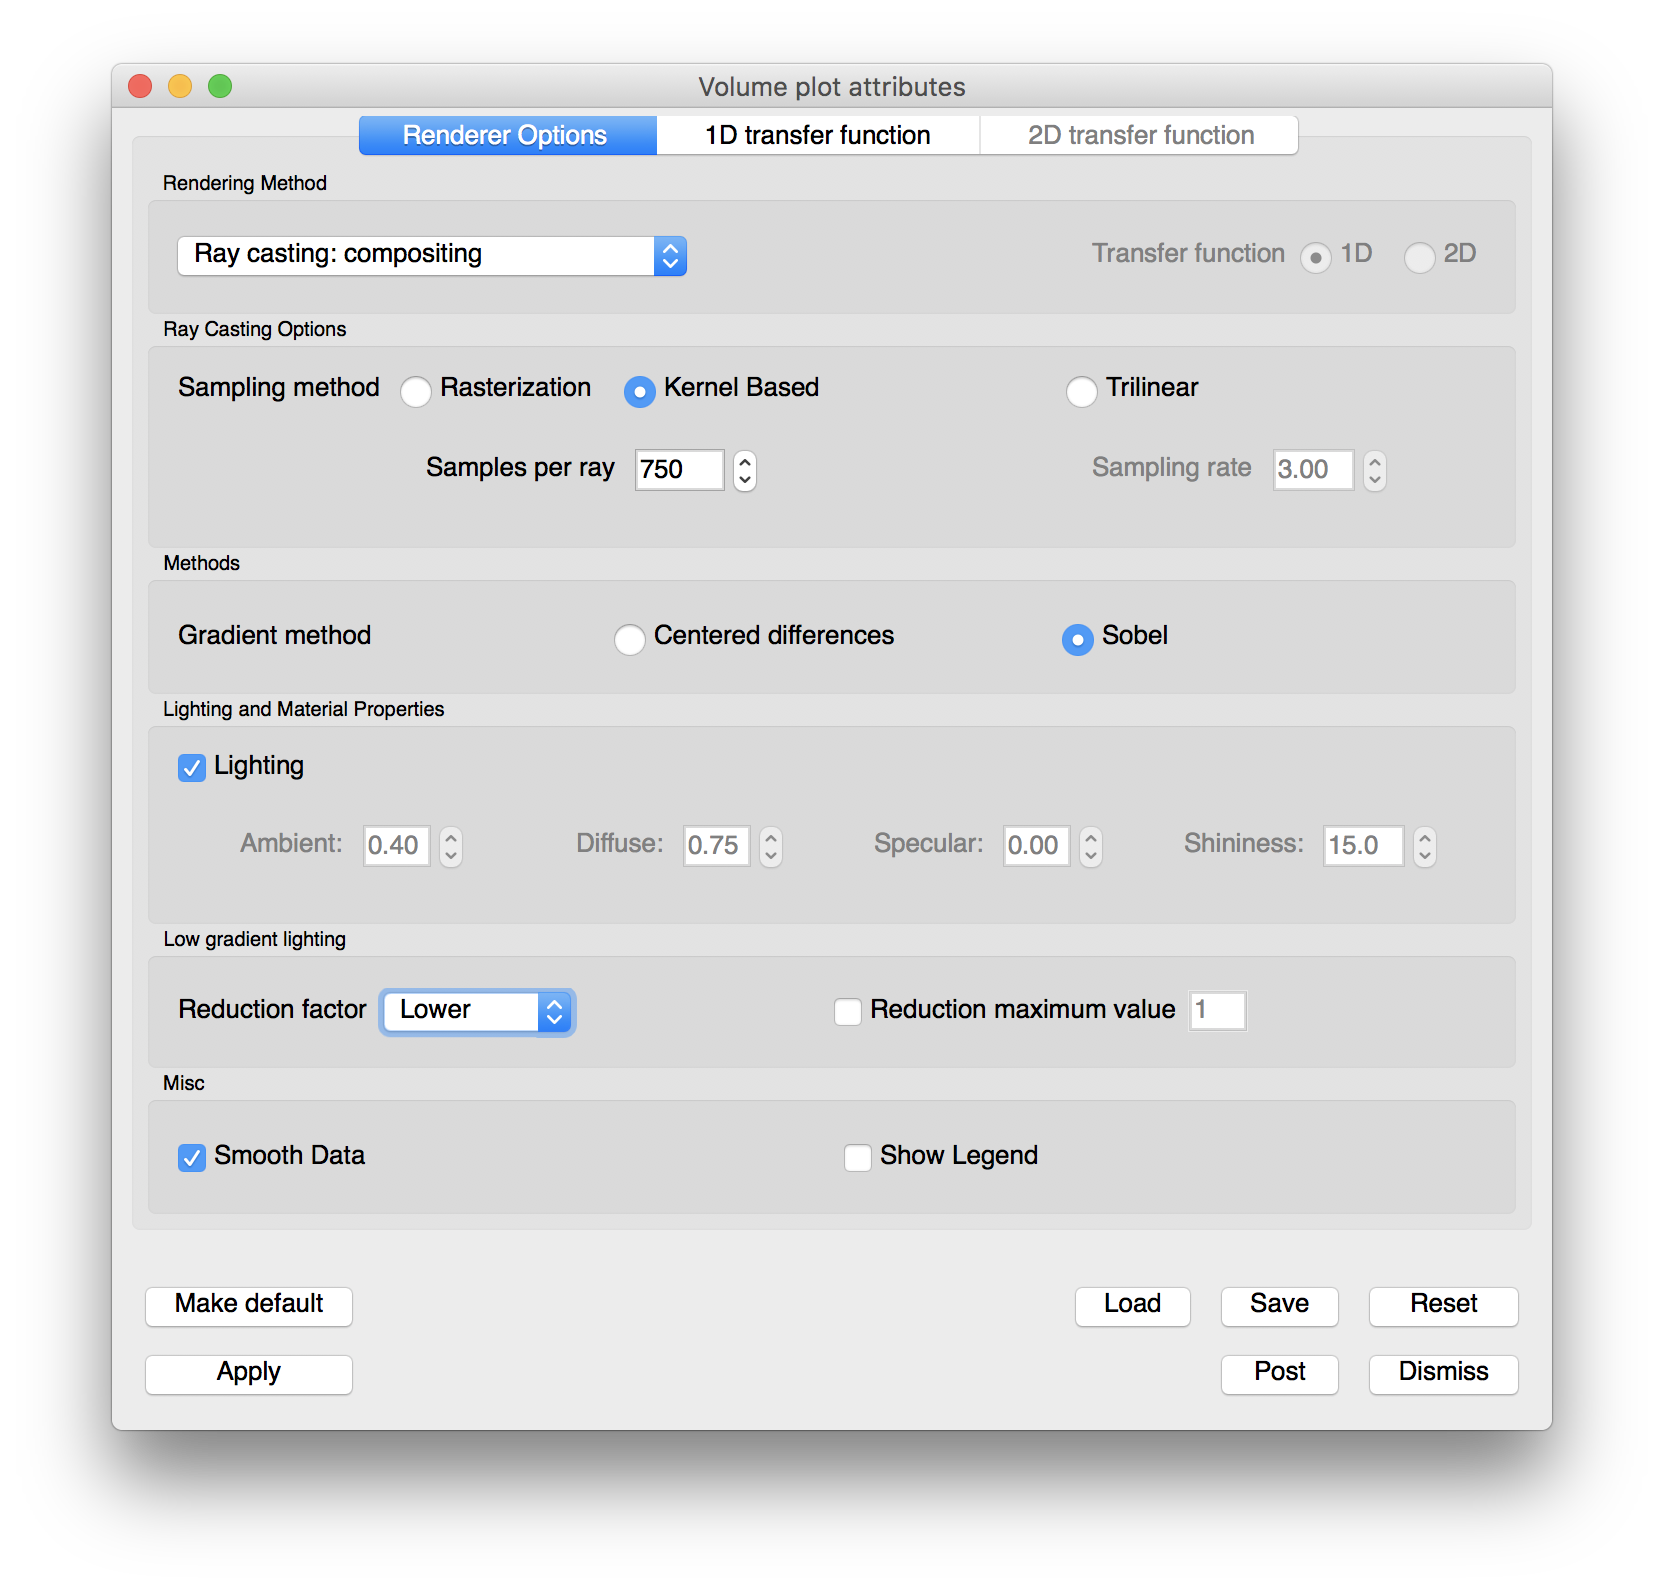 Volume plot attributes
Renderer Options 1D transfer function 2D transfer function
Rendering Method
Ray casting: compositing Transfer function 1D 2D
Ray Casting Options
Sampling method Rasterization Kernel Based Trilinear
Samples per ray 750 Sampling rate 3.00
Methods
Gradient method Centered differences Sobel
Lighting and Material Properties
Lighting
Ambient: 0.40 Diffuse: 0.75 Specular: 0.00 Shininess: 15.0
Low gradient lighting
Reduction factor Lower Reduction maximum value 1
Misc
Smooth Data Show Legend
Make default Load Save Reset
Apply Post Dismiss